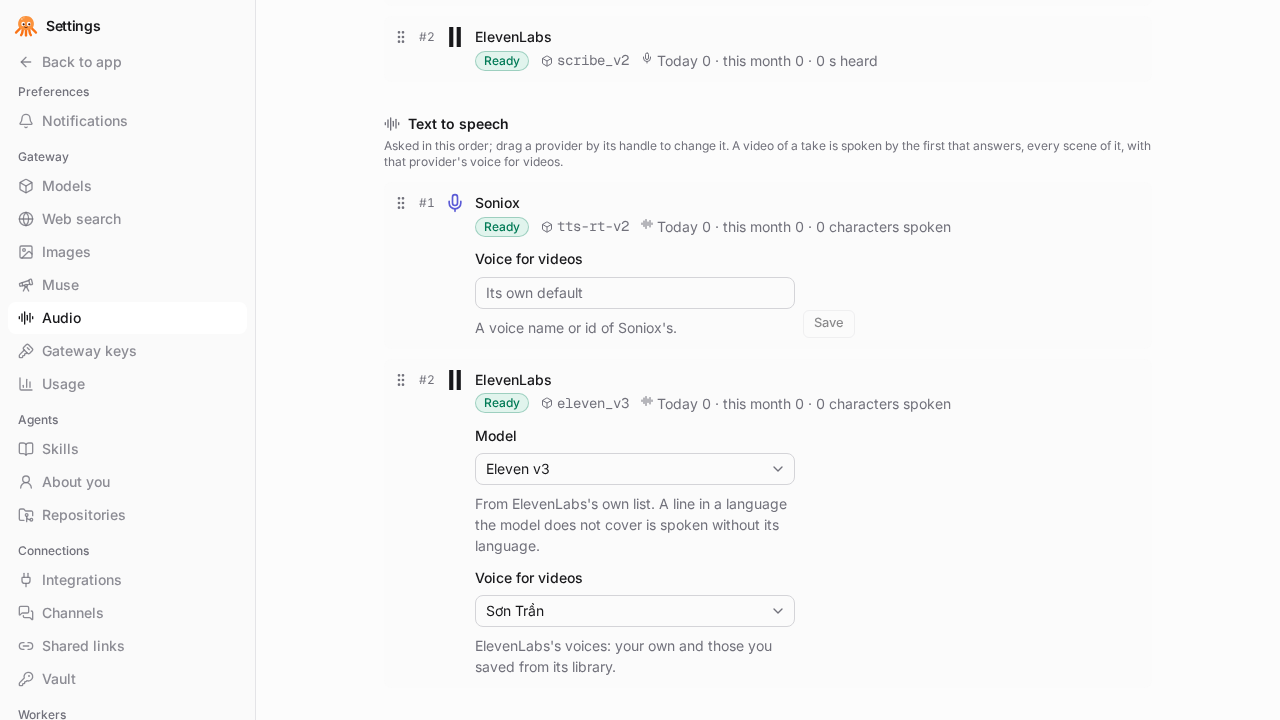 Settings
Back to app
Preferences
Notifications
Gateway
Models
Web search
Images
Muse
Audio
Gateway keys
Usage
Agents
Skills
About you
Repositories
Connections
Integrations
Channels
Shared links
Vault
Workers
#2 ElevenLabs
Ready scribe_v2 Today 0 · this month 0 · 0 s heard
Text to speech
Asked in this order; drag a provider by its handle to change it. A video of a take is spoken by the first that answers, every scene of it, with
that provider's voice for videos.
#1 Soniox
Ready tts-rt-v2 Today 0 · this month 0 · 0 characters spoken
Voice for videos
Its own default
A voice name or id of Soniox's.
Save
#2 ElevenLabs
Ready eleven_v3 Today 0 · this month 0 · 0 characters spoken
Model
Eleven v3
From ElevenLabs's own list. A line in a language
the model does not cover is spoken without its
language.
Voice for videos
Sơn Trần
ElevenLabs's voices: your own and those you
saved from its library.